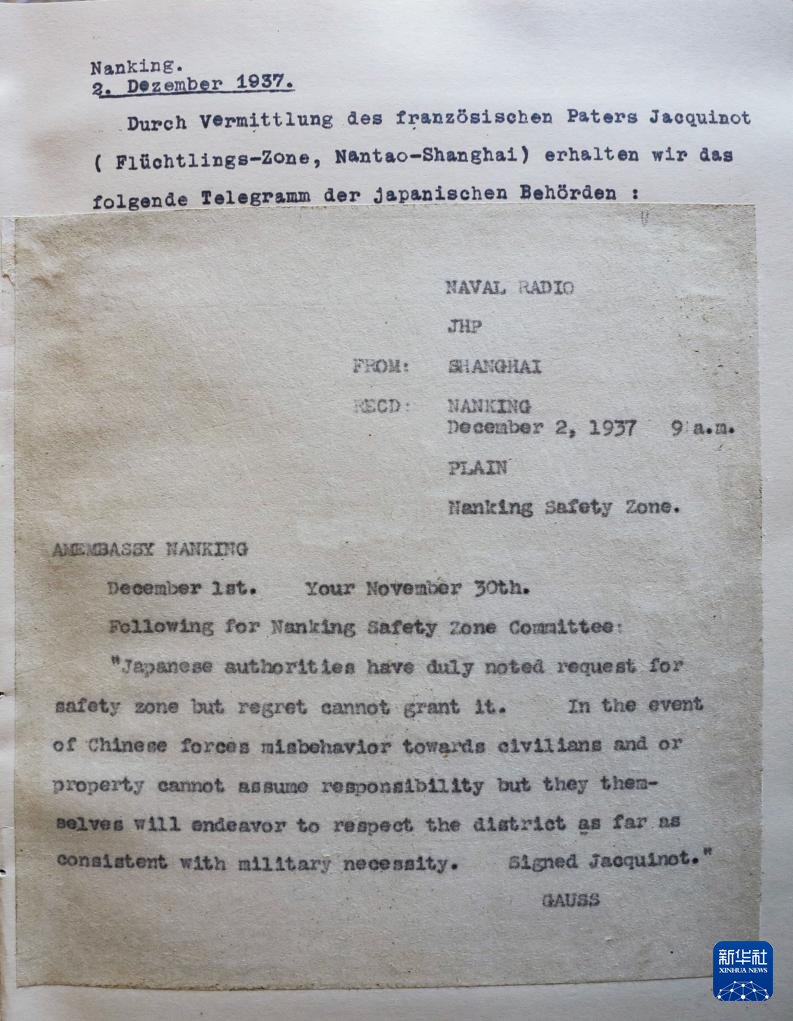 Nanking.
2. Dezember 1937.
Durch Vermittlung des französischen Paters Jacquinot
( Flüchtlings-Zone, Nantao-Shanghai) erhalten wir das
folgende Telegramm der japanischen Behörden :
NAVAL RADIO
JHP
FROM: SHANGHAI
RECD: NANKING
December 2, 1937 9 a.m.
PLAIN
Nanking Safety Zone.
AMEMBASSY NANKING
December 1st. Your November 30th.
Following for Nanking Safety Zone Committee:
"Japanese authorities have duly noted request for
safety zone but regret cannot grant it. In the event
of Chinese forces misbehavior towards civilians and or
property cannot assume responsibility but they them-
selves will endeavor to respect the district as far as
consistent with military necessity. Signed Jacquinot."
GAUSS
新华社
XINHUA NEWS